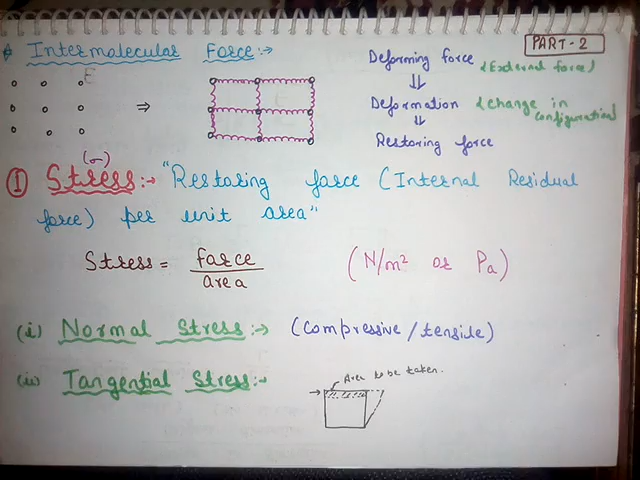 PART-2
Intermolecular Force:→
Deforming force (External force)
⇓
⇒
Deformation (change in configuration)
⇓
Restoring force
(σ)
① Stress:→ "Restoring force (Internal Residual
force) per unit area"
Stress = force / area (N/m² or Pa)
(i) Normal Stress:→ (compressive/tensile)
(ii) Tangential Stress:→
Area to be taken.